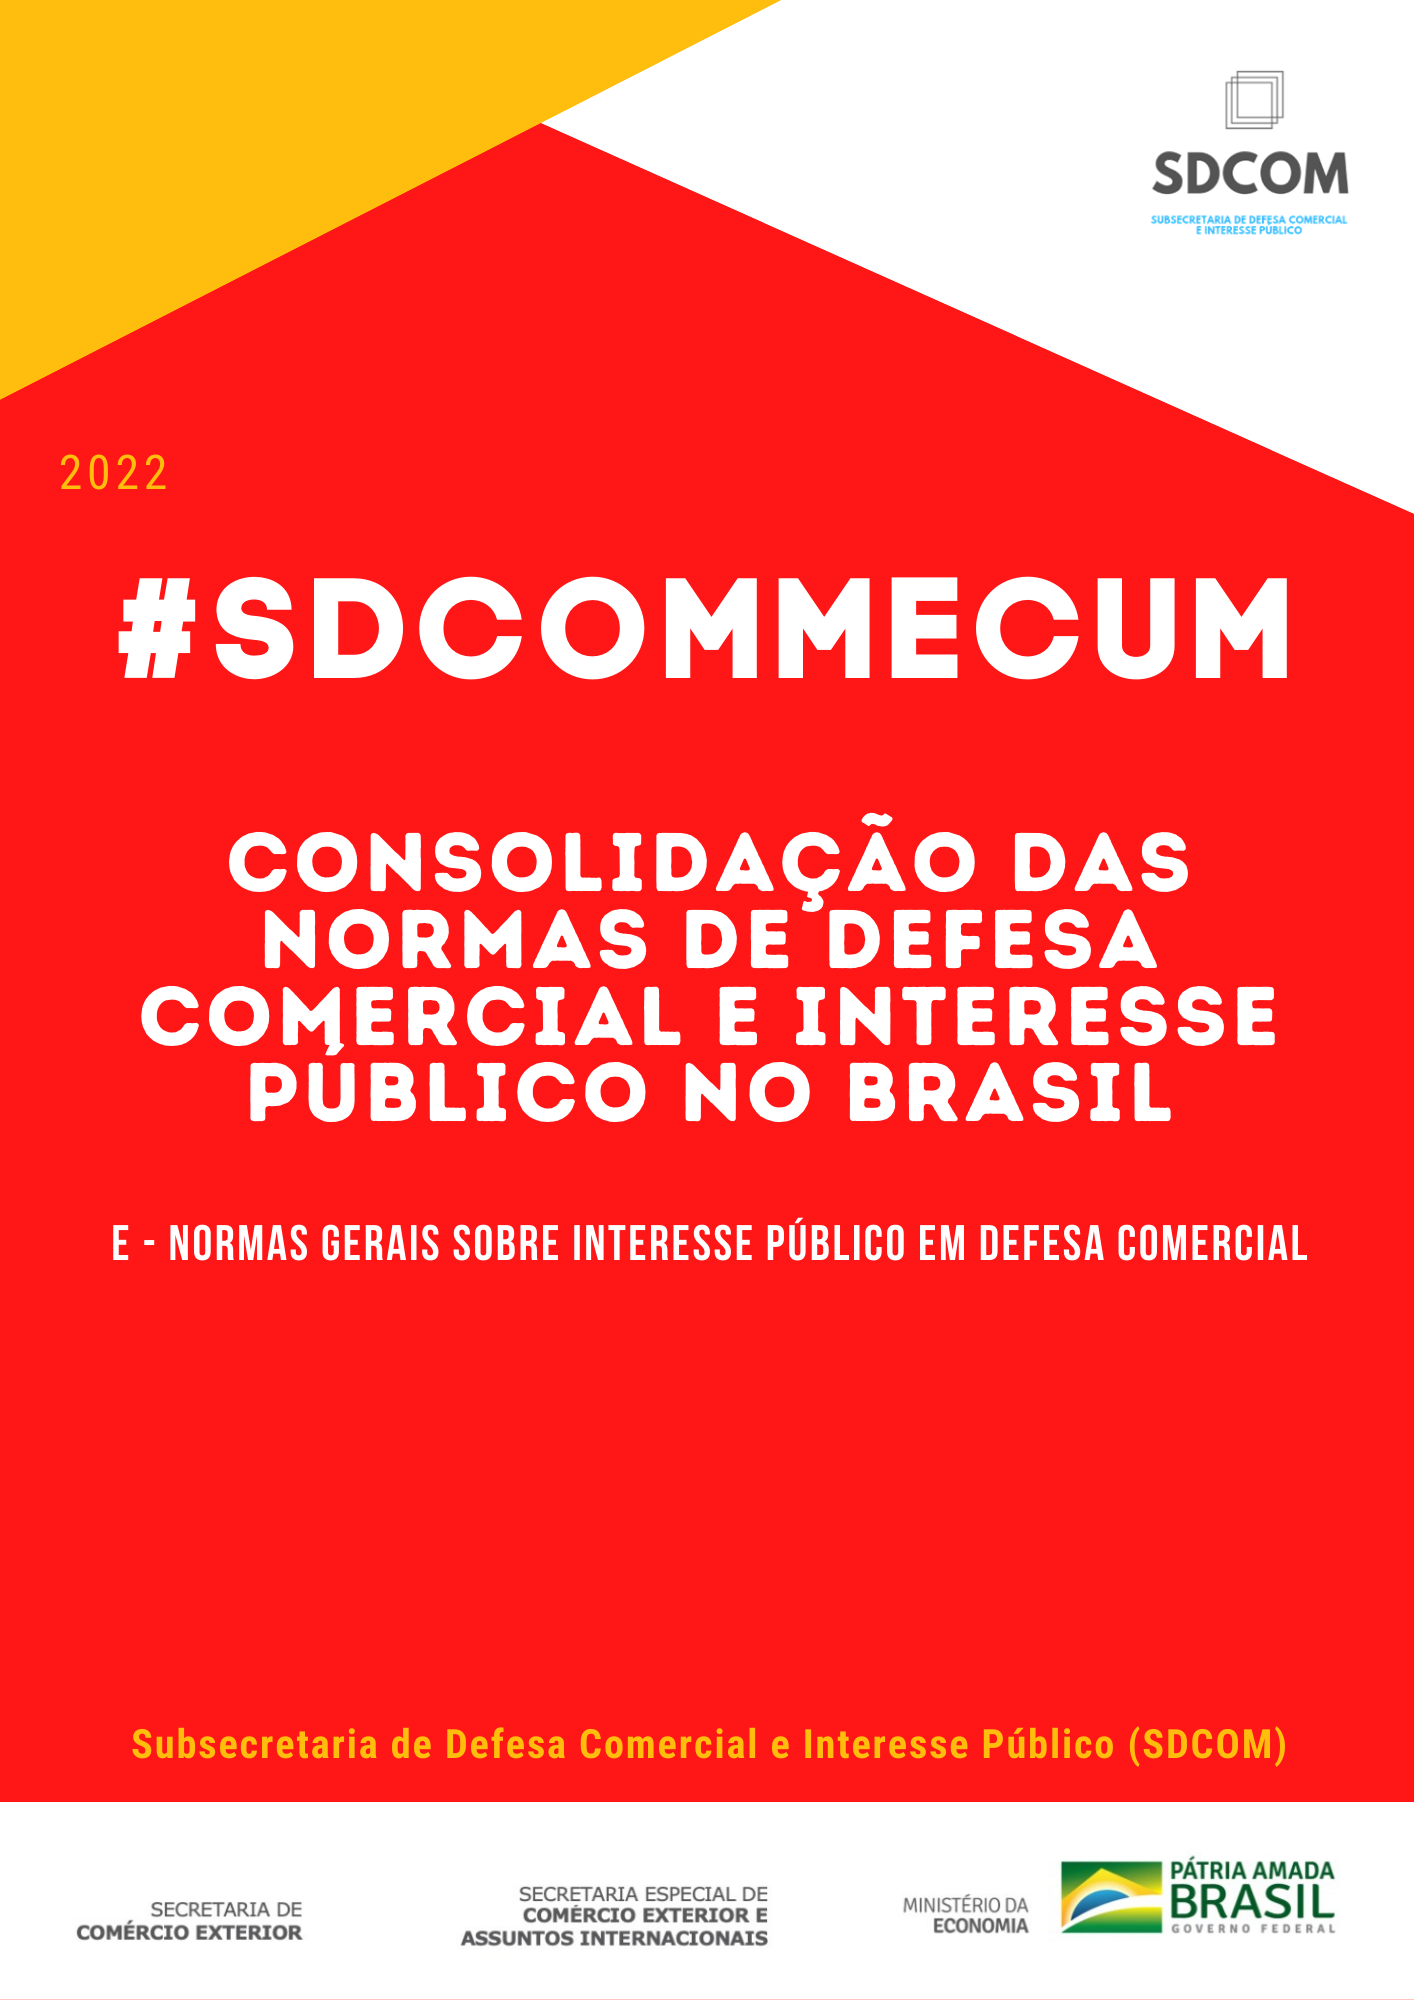 SDCOM
SUBSECRETARIA DE DEFESA COMERCIAL
E INTERESSE PÚBLICO
2022
#SDCOMMECUM
CONSOLIDAÇÃO DAS
NORMAS DE DEFESA
COMERCIAL E INTERESSE
PÚBLICO NO BRASIL
E - NORMAS GERAIS SOBRE INTERESSE PÚBLICO EM DEFESA COMERCIAL
Subsecretaria de Defesa Comercial e Interesse Público (SDCOM)
SECRETARIA DE
COMÉRCIO EXTERIOR
SECRETARIA ESPECIAL DE
COMÉRCIO EXTERIOR E
ASSUNTOS INTERNACIONAIS
MINISTÉRIO DA
ECONOMIA
PÁTRIA AMADA
BRASIL
GOVERNO FEDERAL